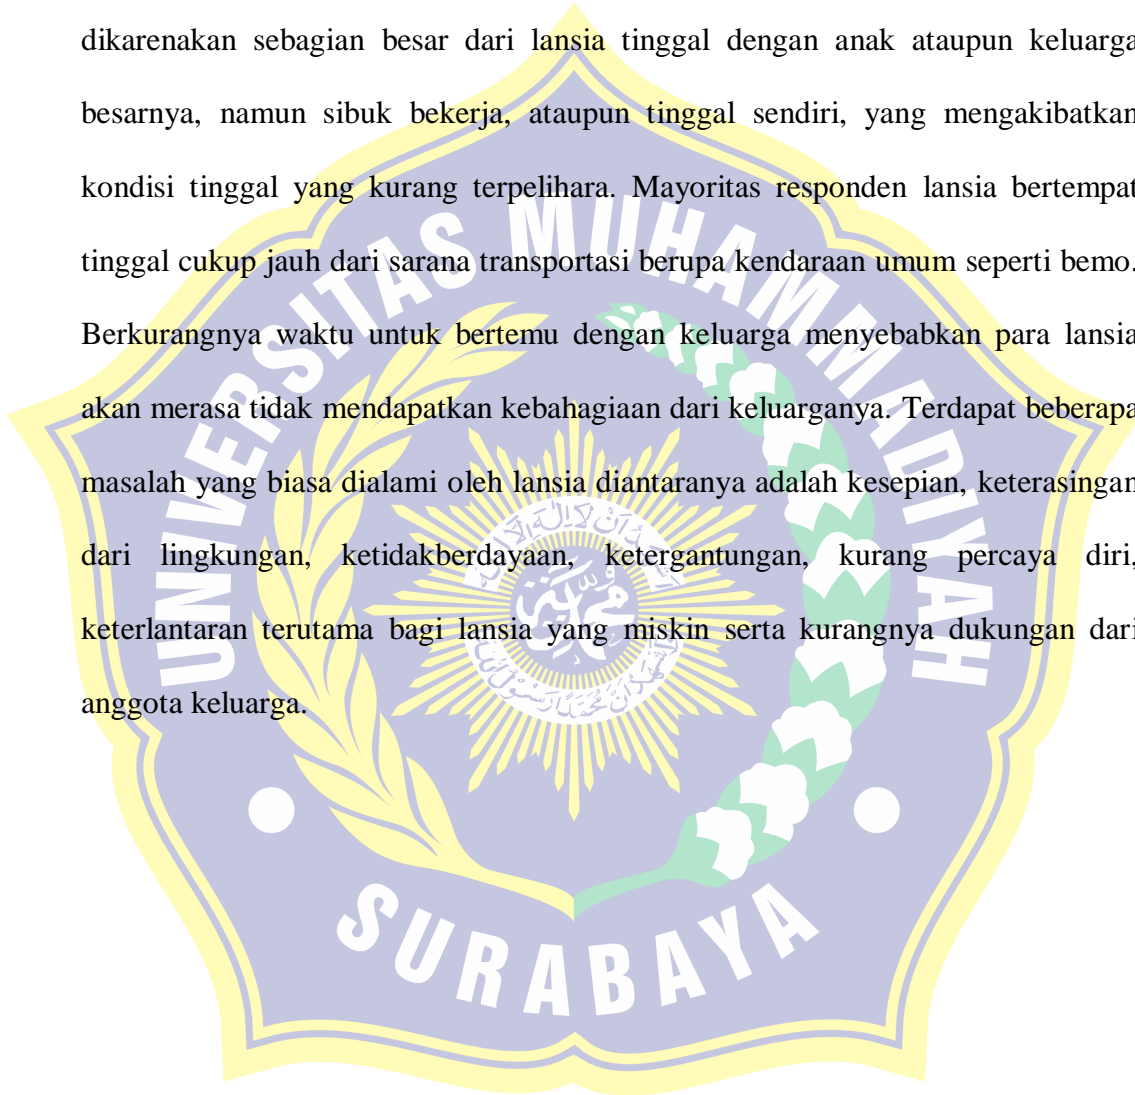 dikarenakan sebagian besar dari lansia tinggal dengan anak ataupun keluarga
besarnya, namun sibuk bekerja, ataupun tinggal sendiri, yang mengakibatkan
kondisi tinggal yang kurang terpelihara. Mayoritas responden lansia bertempat
tinggal cukup jauh dari sarana transportasi berupa kendaraan umum seperti bemo.
Berkurangnya waktu untuk bertemu dengan keluarga menyebabkan para lansia
akan merasa tidak mendapatkan kebahagiaan dari keluarganya. Terdapat beberapa
masalah yang biasa dialami oleh lansia diantaranya adalah kesepian, keterasingan
dari lingkungan, ketidakberdayaan, ketergantungan, kurang percaya diri,
keterlantaran terutama bagi lansia yang miskin serta kurangnya dukungan dari
anggota keluarga.
UNIVERSITAS MUHAMMADIYAH
SURABAYA